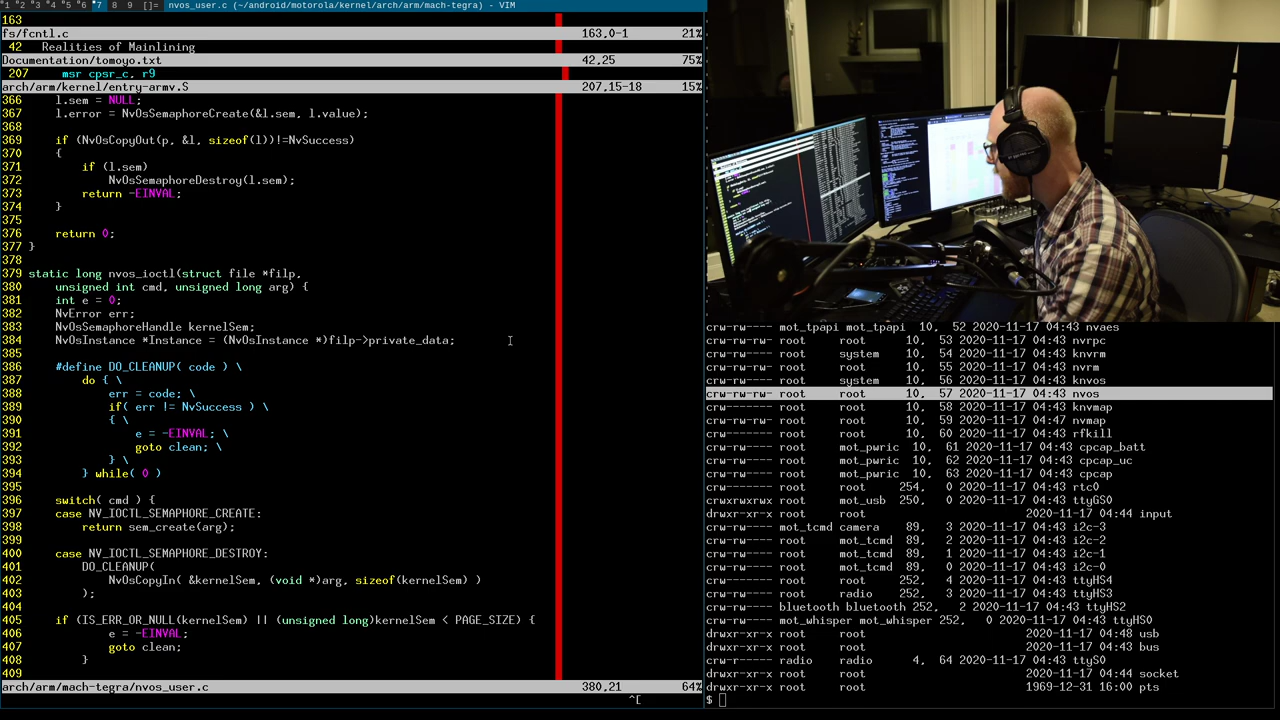 1 2 3 4 5 6 7 8 9 []= nvos_user.c (~/android/motorola/kernel/arch/arm/mach-tegra) - VIM
163
fs/fcntl.c 163,0-1 21%
42 Realities of Mainlining
Documentation/tomoyo.txt 42,25 75%
207 msr cpsr_c, r9
arch/arm/kernel/entry-armv.S 207,15-18 15%
366 l.sem = NULL;
367 l.error = NvOsSemaphoreCreate(&l.sem, l.value);
368
369 if (NvOsCopyOut(p, &l, sizeof(l))!=NvSuccess)
370 {
371 if (l.sem)
372 NvOsSemaphoreDestroy(l.sem);
373 return -EINVAL;
374 }
375
376 return 0;
377 }
378
379 static long nvos_ioctl(struct file *filp,
380 unsigned int cmd, unsigned long arg) {
381 int e = 0;
382 NvError err;
383 NvOsSemaphoreHandle kernelSem;
384 NvOsInstance *Instance = (NvOsInstance *)filp->private_data;
385
386 #define DO_CLEANUP( code ) \
387 do { \
388 err = code; \
389 if( err != NvSuccess ) \
390 { \
391 e = -EINVAL; \
392 goto clean; \
393 } \
394 } while( 0 )
395
396 switch( cmd ) {
397 case NV_IOCTL_SEMAPHORE_CREATE:
398 return sem_create(arg);
399
400 case NV_IOCTL_SEMAPHORE_DESTROY:
401 DO_CLEANUP(
402 NvOsCopyIn( &kernelSem, (void *)arg, sizeof(kernelSem) )
403 );
404
405 if (IS_ERR_OR_NULL(kernelSem) || (unsigned long)kernelSem < PAGE_SIZE) {
406 e = -EINVAL;
407 goto clean;
408 }
409
arch/arm/mach-tegra/nvos_user.c 380,21 64%
^[
crw-rw---- mot_tpapi mot_tpapi 10, 52 2020-11-17 04:43 nvaes
crw-rw-rw- root root 10, 53 2020-11-17 04:43 nvrpc
crw-rw---- root system 10, 54 2020-11-17 04:43 knvrm
crw-rw-rw- root root 10, 55 2020-11-17 04:43 nvrm
crw-rw---- root system 10, 56 2020-11-17 04:43 knvos
crw-rw-rw- root root 10, 57 2020-11-17 04:43 nvos
crw------- root root 10, 58 2020-11-17 04:43 knvmap
crw-rw-rw- root root 10, 59 2020-11-17 04:47 nvmap
crw-rw---- root root 10, 60 2020-11-17 04:43 rfkill
crw-rw---- root mot_pwric 10, 61 2020-11-17 04:43 cpcap_batt
crw-rw---- root mot_pwric 10, 62 2020-11-17 04:43 cpcap_uc
crw-rw---- root mot_pwric 10, 63 2020-11-17 04:43 cpcap
crw------- root root 254, 0 2020-11-17 04:43 rtc0
crwxrwxrwx root mot_usb 250, 0 2020-11-17 04:43 ttyGS0
drwxr-xr-x root root 2020-11-17 04:44 input
crw-rw---- mot_tcmd camera 89, 3 2020-11-17 04:43 i2c-3
crw-rw---- root mot_tcmd 89, 2 2020-11-17 04:43 i2c-2
crw-rw---- root mot_tcmd 89, 1 2020-11-17 04:43 i2c-1
crw-rw---- root mot_tcmd 89, 0 2020-11-17 04:43 i2c-0
crw------- root root 252, 4 2020-11-17 04:43 ttyHS4
crw-rw---- root radio 252, 3 2020-11-17 04:43 ttyHS3
crw-rw---- bluetooth bluetooth 252, 2 2020-11-17 04:43 ttyHS2
crw-rw---- mot_whisper mot_whisper 252, 0 2020-11-17 04:43 ttyHS0
drwxr-xr-x root root 2020-11-17 04:48 usb
drwxr-xr-x root root 2020-11-17 04:43 bus
crw-r----- radio radio 4, 64 2020-11-17 04:43 ttyS0
drwxr-xr-x root root 2020-11-17 04:44 socket
drwxr-xr-x root root 1969-12-31 16:00 pts
$